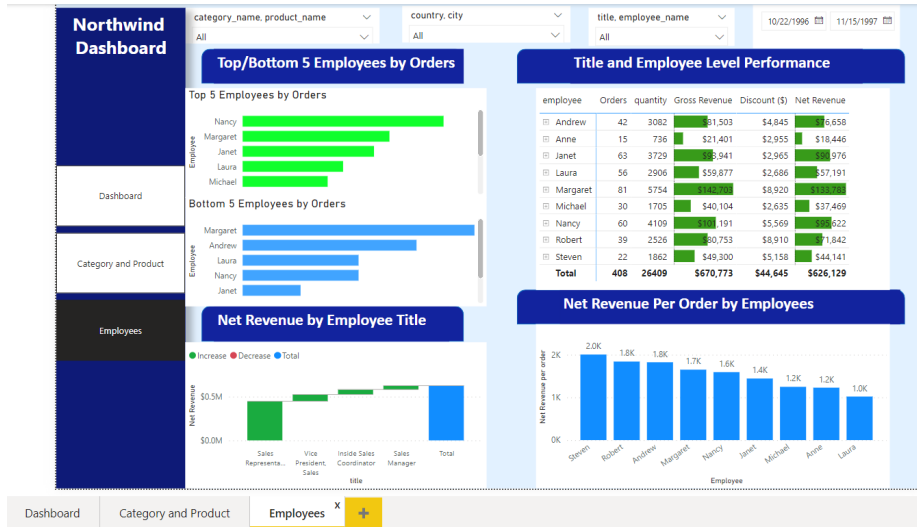 Northwind
Dashboard
category_name, product_name
All
country, city
All
title, employee_name
All
10/22/1996
11/15/1997
Dashboard
Category and Product
Employees
Top/Bottom 5 Employees by Orders
Top 5 Employees by Orders
Employee
Nancy
Margaret
Janet
Laura
Michael
Bottom 5 Employees by Orders
Employee
Margaret
Andrew
Laura
Nancy
Janet
Title and Employee Level Performance
employee Orders quantity Gross Revenue Discount ($) Net Revenue
Andrew 42 3082 $81,503 $4,845 $76,658
Anne 15 736 $21,401 $2,955 $18,446
Janet 63 3729 $93,941 $2,965 $90,976
Laura 56 2906 $59,877 $2,686 $57,191
Margaret 81 5754 $142,703 $8,920 $133,783
Michael 30 1705 $40,104 $2,635 $37,469
Nancy 60 4109 $101,191 $5,569 $95,622
Robert 39 2526 $80,753 $8,910 $71,842
Steven 22 1862 $49,300 $5,158 $44,141
Total 408 26409 $670,773 $44,645 $626,129
Net Revenue by Employee Title
Increase Decrease Total
Net Revenue
$0.5M
$0.0M
Sales Representa...
Vice President, Sales
Inside Sales Coordinator
Sales Manager
Total
title
Net Revenue Per Order by Employees
Net Revenue per order
2K
1K
0K
2.0K 1.8K 1.8K 1.7K 1.6K 1.4K 1.2K 1.2K 1.0K
Steven Robert Andrew Margaret Nancy Janet Michael Anne Laura
Employee
Dashboard
Category and Product
Employees
X
+